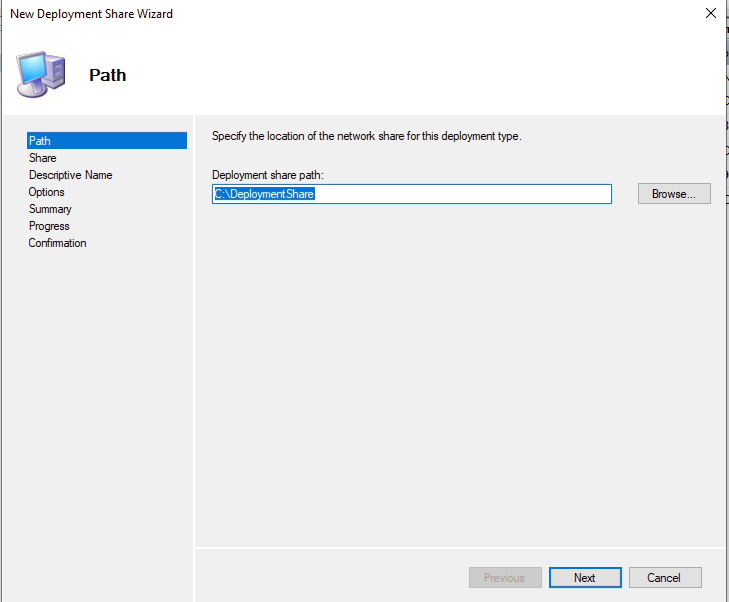 New Deployment Share Wizard
Path
Path
Share
Descriptive Name
Options
Summary
Progress
Confirmation
Specify the location of the network share for this deployment type.
Deployment share path:
C:\DeploymentShare
Browse...
Previous
Next
Cancel